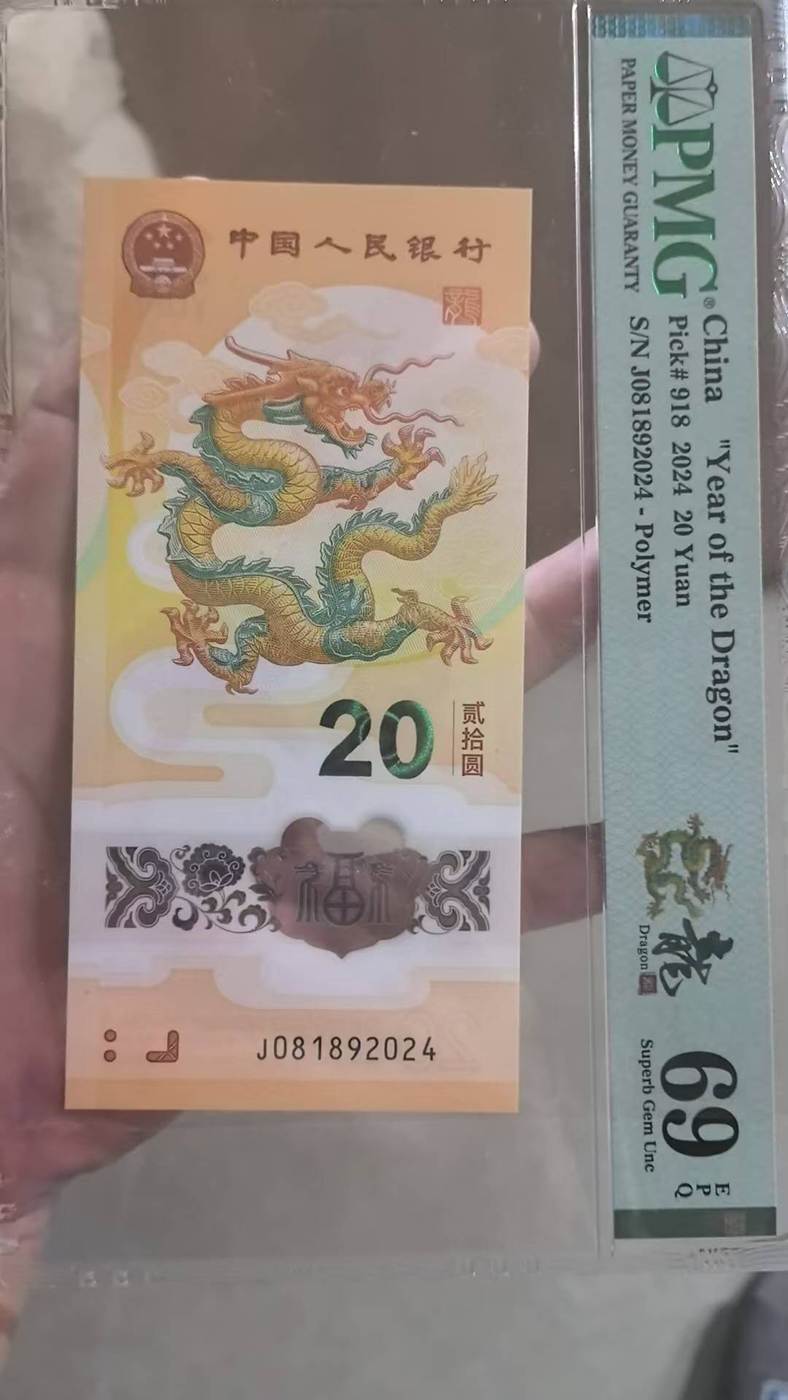 中国人民银行
龍
20
贰拾圆
福
J081892024
PMG®
PAPER MONEY GUARANTY
China "Year of the Dragon"
Pick# 918 2024 20 Yuan
S/N J081892024 - Polymer
龍
Dragon
69
EPQ
Superb Gem Unc